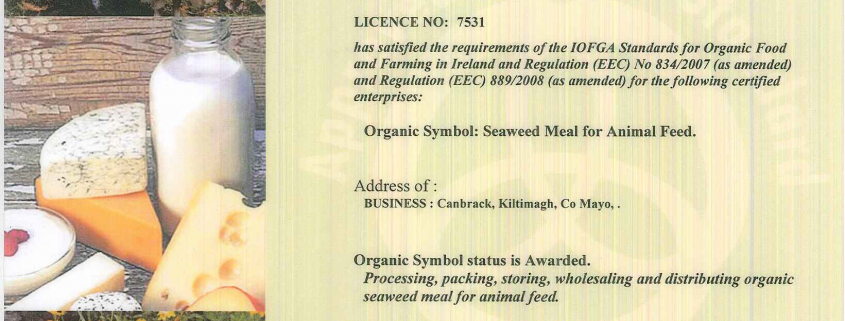 LICENCE NO: 7531
has satisfied the requirements of the IOFGA Standards for Organic Food
and Farming in Ireland and Regulation (EEC) No 834/2007 (as amended)
and Regulation (EEC) 889/2008 (as amended) for the following certified
enterprises:
Organic Symbol: Seaweed Meal for Animal Feed.
Address of :
BUSINESS : Canbrack, Kiltimagh, Co Mayo, .
Organic Symbol status is Awarded.
Processing, packing, storing, wholesaling and distributing organic
seaweed meal for animal feed.